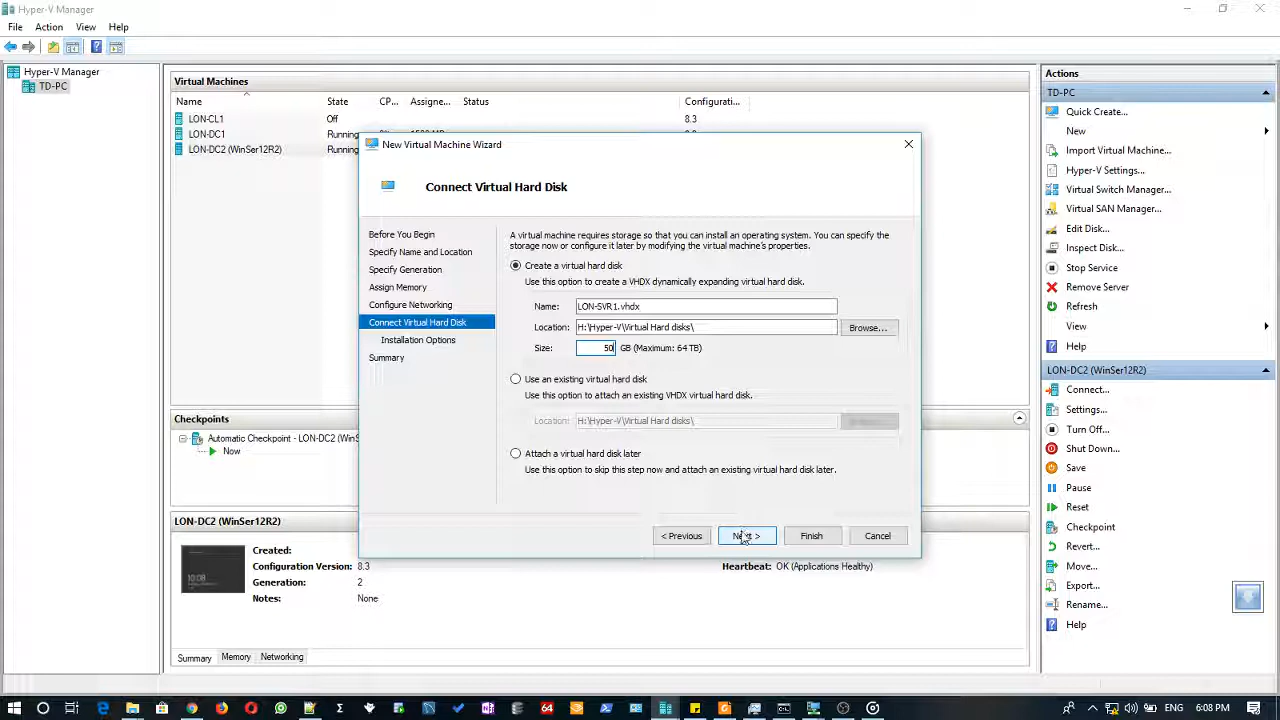 Hyper-V Manager
File Action View Help
Hyper-V Manager
TD-PC
Virtual Machines
Name State CP... Assigne... Status Configurati...
LON-CL1 Off 8.3
LON-DC1 Running
LON-DC2 (WinSer12R2) Running
New Virtual Machine Wizard
Connect Virtual Hard Disk
Before You Begin
Specify Name and Location
Specify Generation
Assign Memory
Configure Networking
Connect Virtual Hard Disk
Installation Options
Summary
A virtual machine requires storage so that you can install an operating system. You can specify the
storage now or configure it later by modifying the virtual machine's properties.
Create a virtual hard disk
Use this option to create a VHDX dynamically expanding virtual hard disk.
Name: LON-SVR1.vhdx
Location: H:\Hyper-V\Virtual Hard disks\ Browse...
Size: 50 GB (Maximum: 64 TB)
Use an existing virtual hard disk
Use this option to attach an existing VHDX virtual hard disk.
Location: H:\Hyper-V\Virtual Hard disks\
Attach a virtual hard disk later
Use this option to skip this step now and attach an existing virtual hard disk later.
< Previous Next > Finish Cancel
Checkpoints
Automatic Checkpoint - LON-DC2 (WinS
Now
LON-DC2 (WinSer12R2)
10:08
Created:
Configuration Version: 8.3 Heartbeat: OK (Applications Healthy)
Generation: 2
Notes: None
Summary Memory Networking
Actions
TD-PC
Quick Create...
New
Import Virtual Machine...
Hyper-V Settings...
Virtual Switch Manager...
Virtual SAN Manager...
Edit Disk...
Inspect Disk...
Stop Service
Remove Server
Refresh
View
Help
LON-DC2 (WinSer12R2)
Connect...
Settings...
Turn Off...
Shut Down...
Save
Pause
Reset
Checkpoint
Revert...
Move...
Export...
Rename...
Help
ENG 6:08 PM